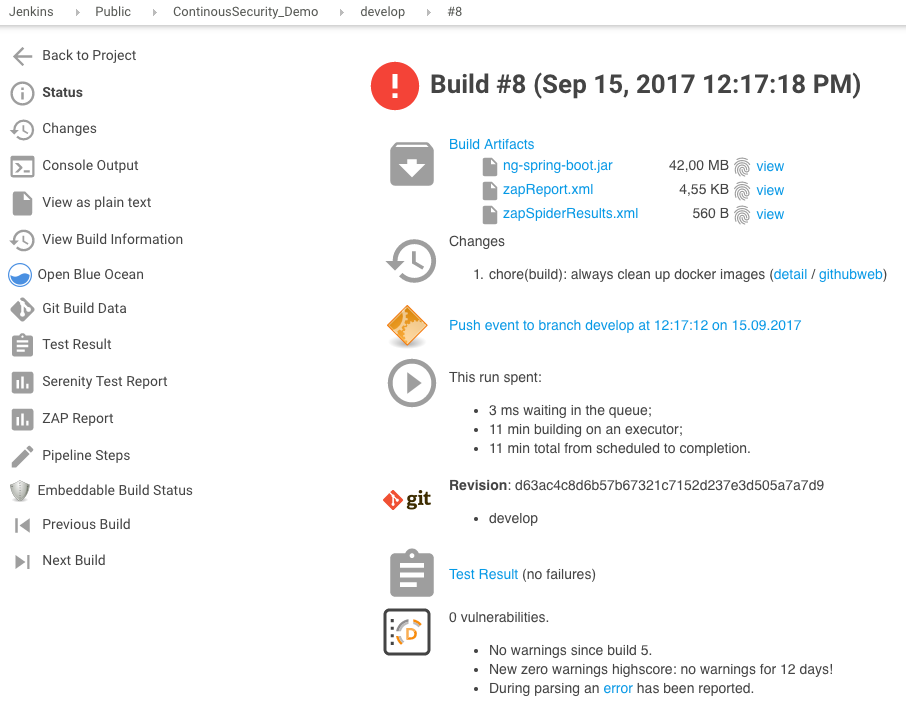 Jenkins Public ContinousSecurity_Demo develop #8
Back to Project
Status
Changes
Console Output
View as plain text
View Build Information
Open Blue Ocean
Git Build Data
Test Result
Serenity Test Report
ZAP Report
Pipeline Steps
Embeddable Build Status
Previous Build
Next Build
! Build #8 (Sep 15, 2017 12:17:18 PM)
Build Artifacts
ng-spring-boot.jar 42,00 MB view
zapReport.xml 4,55 KB view
zapSpiderResults.xml 560 B view
Changes
1. chore(build): always clean up docker images (detail / githubweb)
Push event to branch develop at 12:17:12 on 15.09.2017
This run spent:
• 3 ms waiting in the queue;
• 11 min building on an executor;
• 11 min total from scheduled to completion.
git Revision: d63ac4c8d6b57b67321c7152d237e3d505a7a7d9
• develop
Test Result (no failures)
D 0 vulnerabilities.
• No warnings since build 5.
• New zero warnings highscore: no warnings for 12 days!
• During parsing an error has been reported.